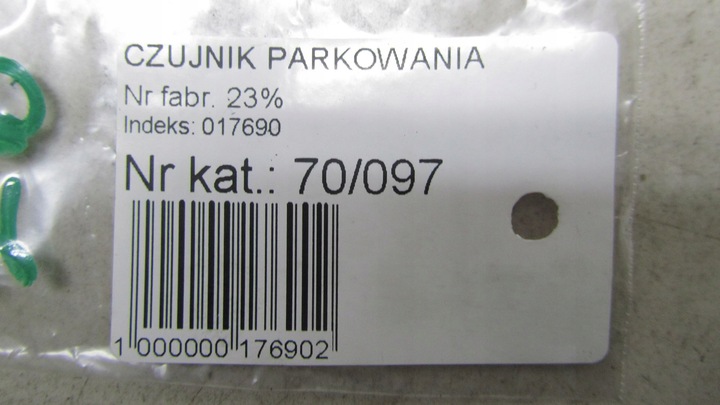 CZUJNIK PARKOWANIA
Nr fabr. 23%
Indeks: 017690
Nr kat.: 70/097
1 000000 176902